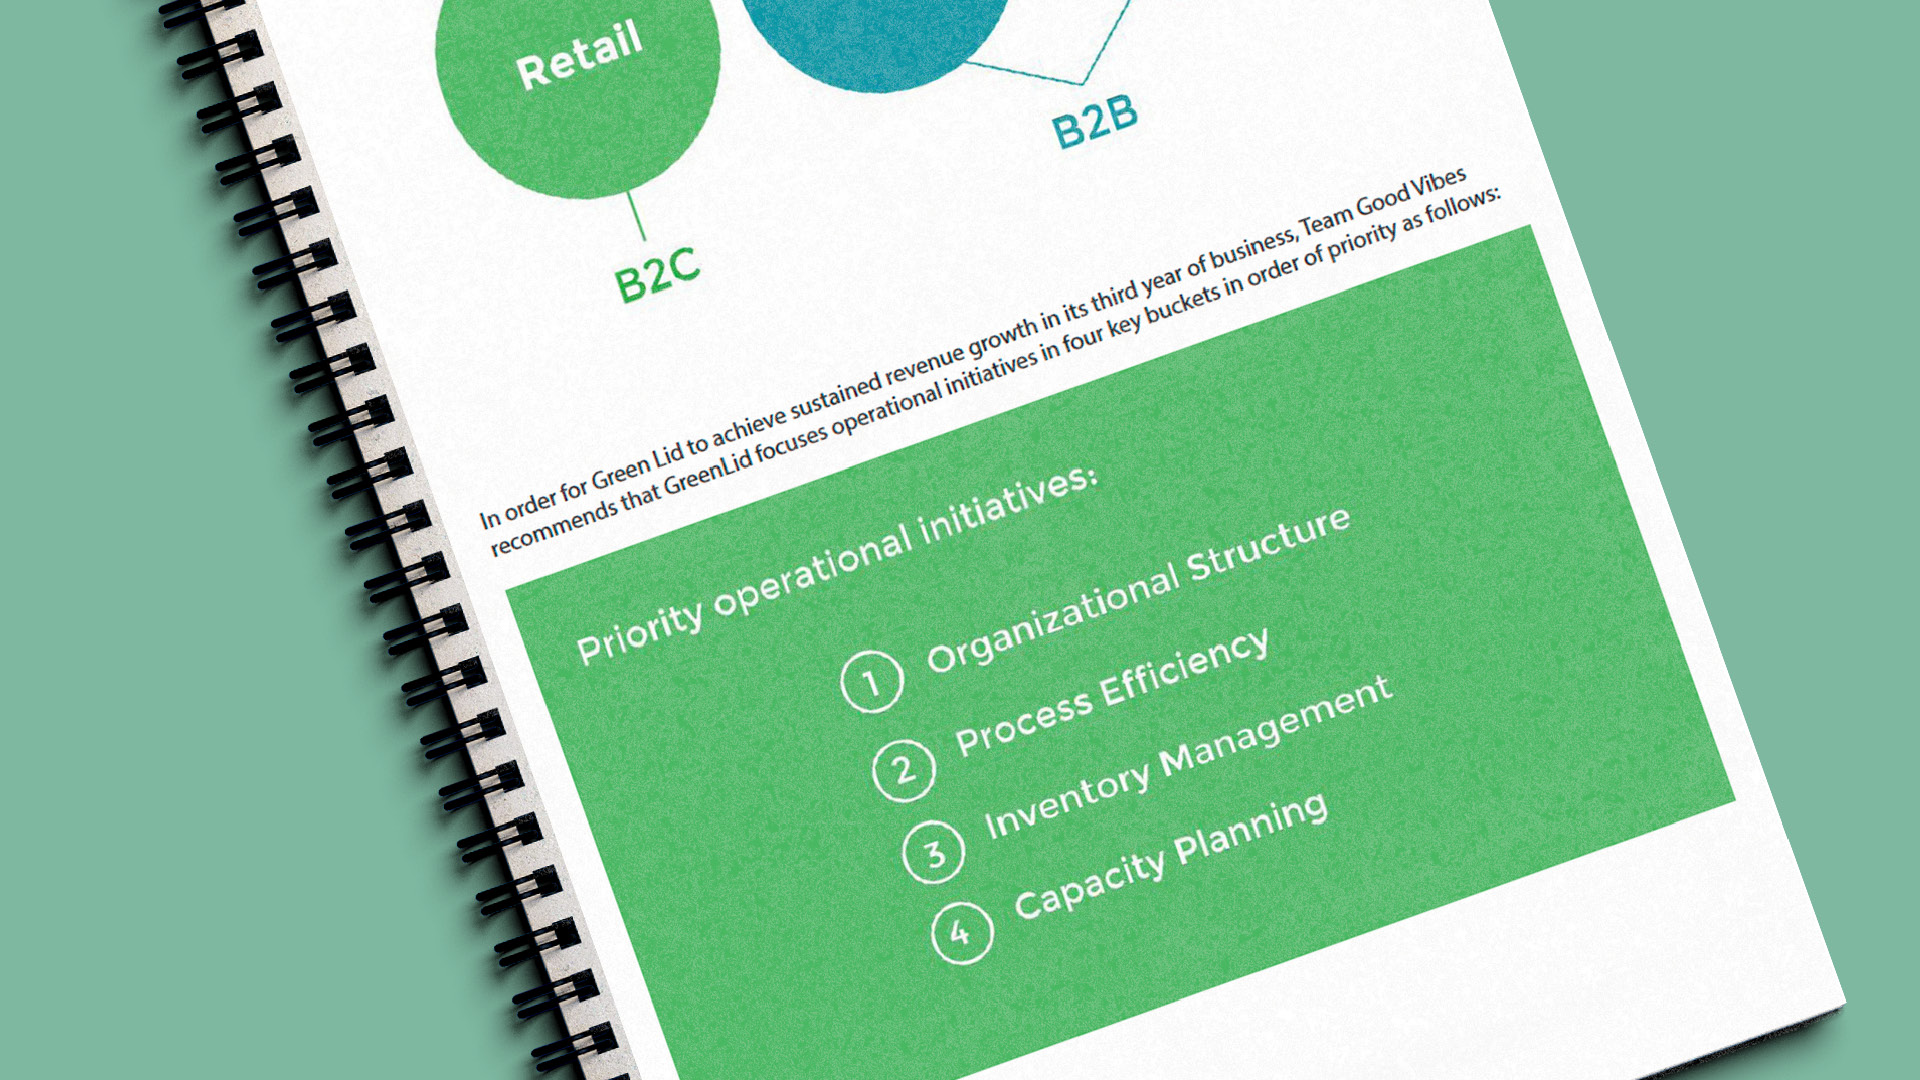 Retail
B2B
B2C
In order for Green Lid to achieve sustained revenue growth in its third year of business, Team Good Vibes
recommends that GreenLid focuses operational initiatives in four key buckets in order of priority as follows:
Priority operational initiatives:
1 Organizational Structure
2 Process Efficiency
3 Inventory Management
4 Capacity Planning